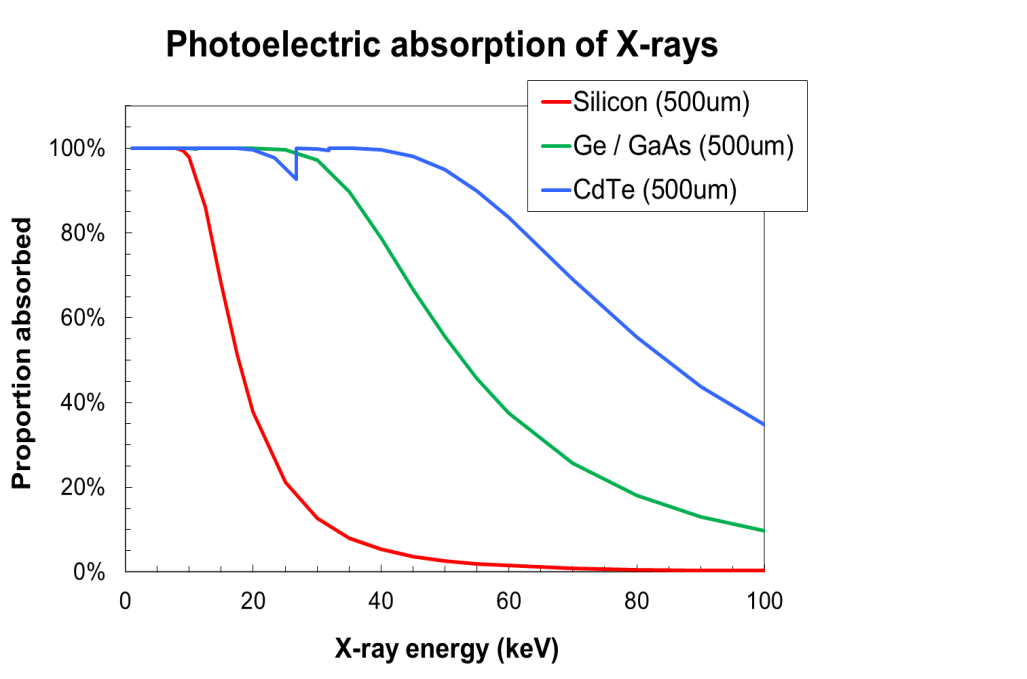 Photoelectric absorption of X-rays
Silicon (500um)
Ge / GaAs (500um)
CdTe (500um)
100%
80%
60%
40%
20%
0%
Proportion absorbed
0 20 40 60 80 100
X-ray energy (keV)